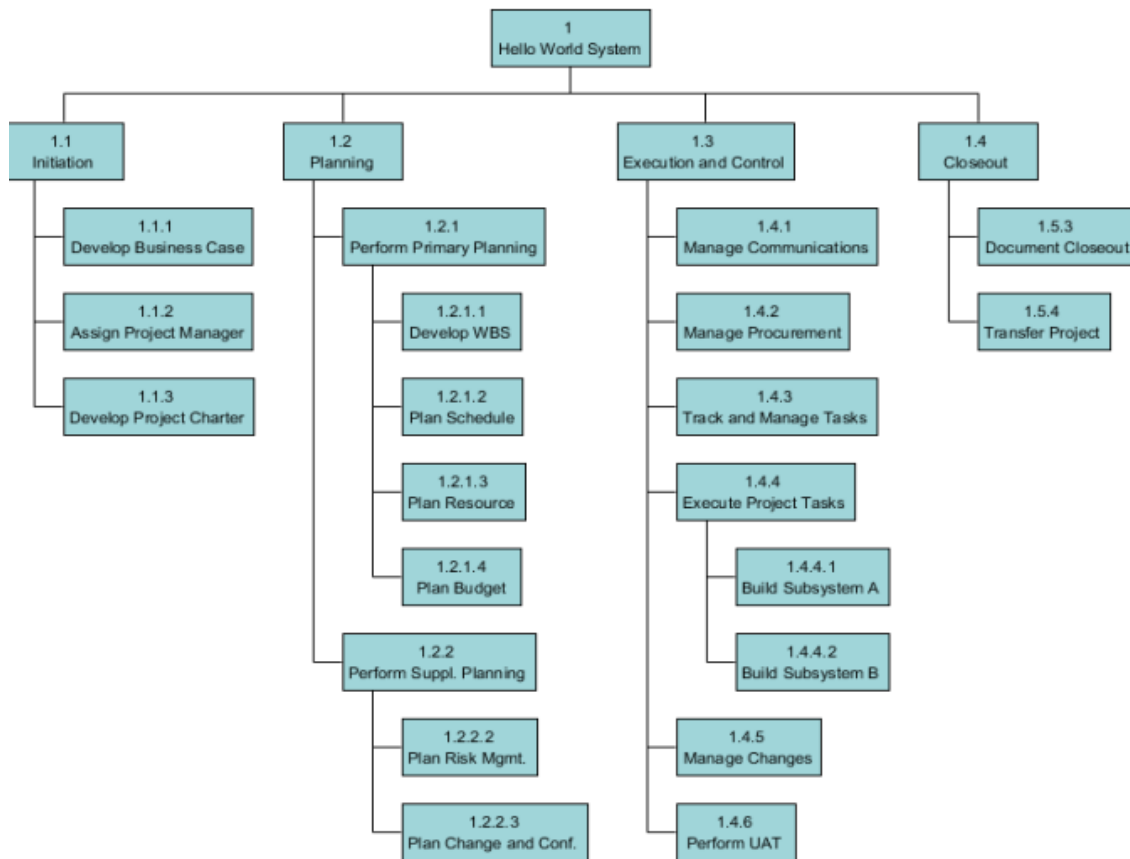 1
Hello World System
1.1
Initiation
1.2
Planning
1.3
Execution and Control
1.4
Closeout
1.1.1
Develop Business Case
1.1.2
Assign Project Manager
1.1.3
Develop Project Charter
1.2.1
Perform Primary Planning
1.2.1.1
Develop WBS
1.2.1.2
Plan Schedule
1.2.1.3
Plan Resource
1.2.1.4
Plan Budget
1.2.2
Perform Suppl. Planning
1.2.2.2
Plan Risk Mgmt.
1.2.2.3
Plan Change and Conf.
1.4.1
Manage Communications
1.4.2
Manage Procurement
1.4.3
Track and Manage Tasks
1.4.4
Execute Project Tasks
1.4.4.1
Build Subsystem A
1.4.4.2
Build Subsystem B
1.4.5
Manage Changes
1.4.6
Perform UAT
1.5.3
Document Closeout
1.5.4
Transfer Project